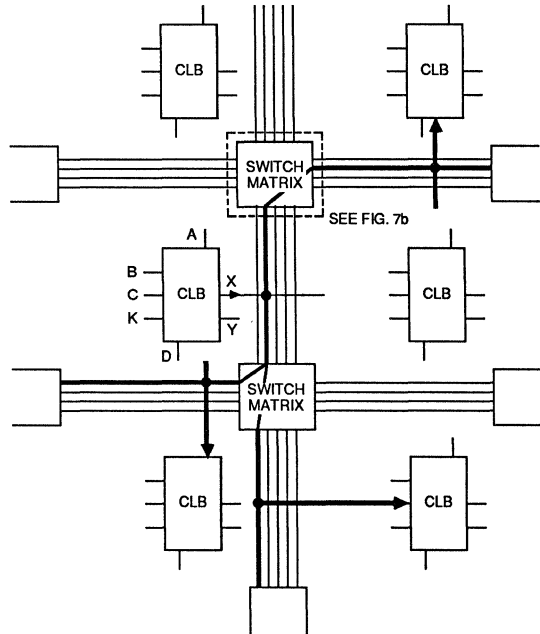 CLB
CLB
SWITCH
MATRIX
SEE FIG. 7b
A
B
X
C
CLB
CLB
K
Y
D
SWITCH
MATRIX
CLB
CLB